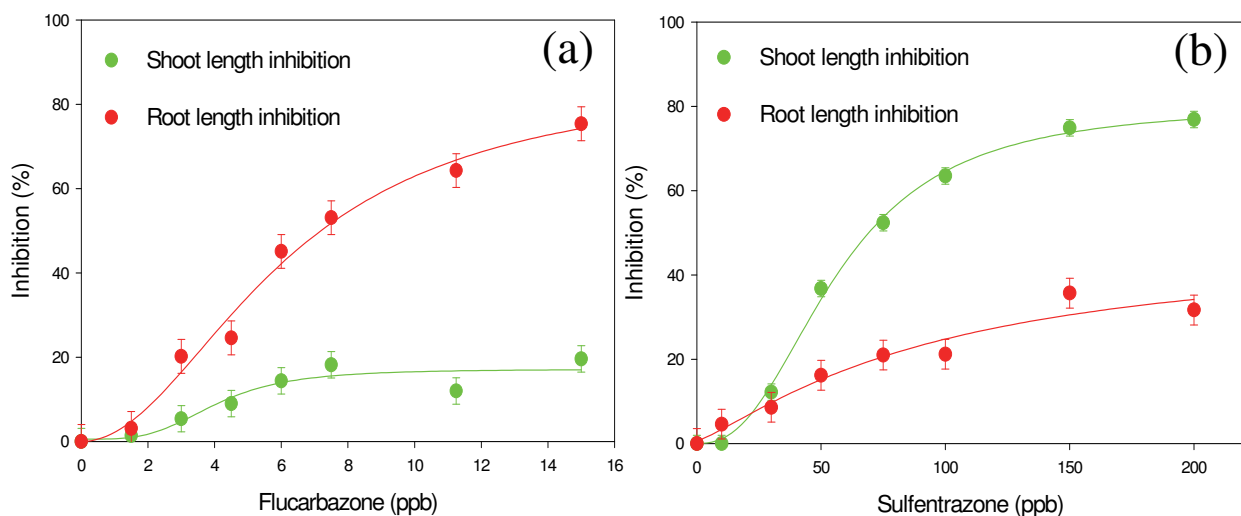 100
80
60
40
20
0
Inhibition (%)
Shoot length inhibition
Root length inhibition
(a)
0 2 4 6 8 10 12 14 16
Flucarbazone (ppb)
100
80
60
40
20
0
Inhibition (%)
Shoot length inhibition
Root length inhibition
(b)
0 50 100 150 200
Sulfentrazone (ppb)